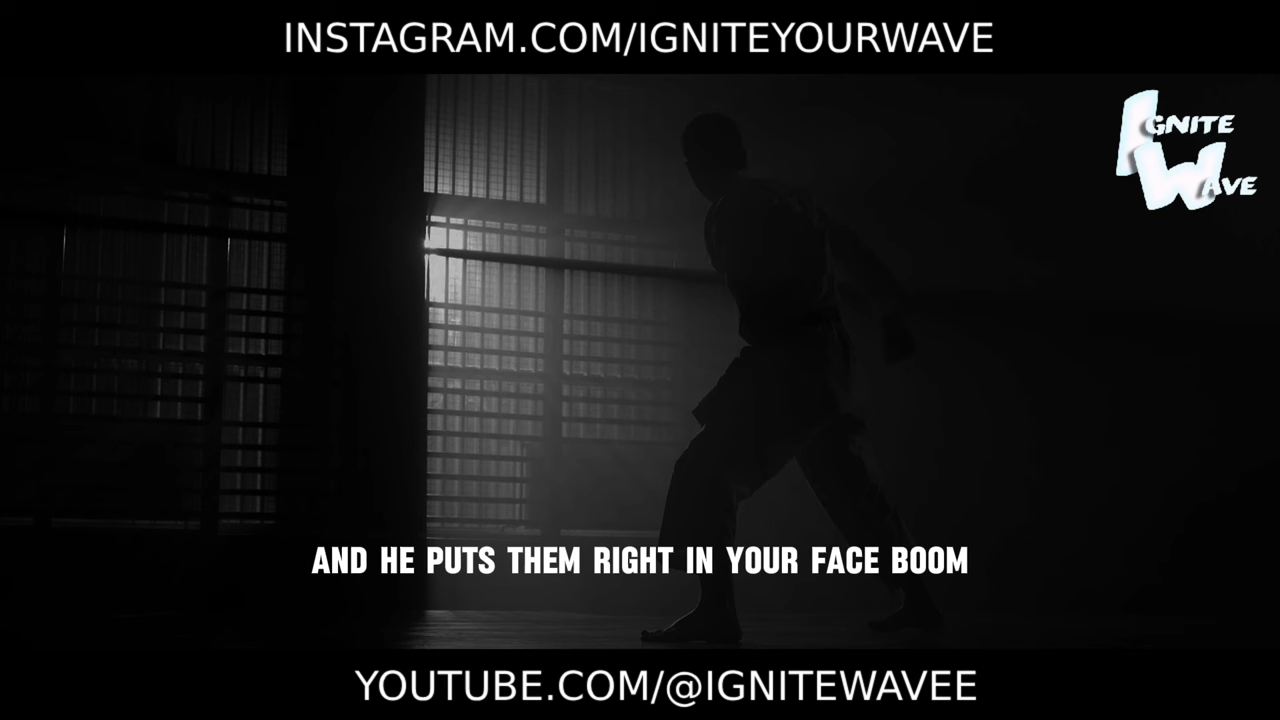 INSTAGRAM.COM/IGNITEYOURWAVE
IGNITE
WAVE
AND HE PUTS THEM RIGHT IN YOUR FACE BOOM
YOUTUBE.COM/@IGNITEWAVEE